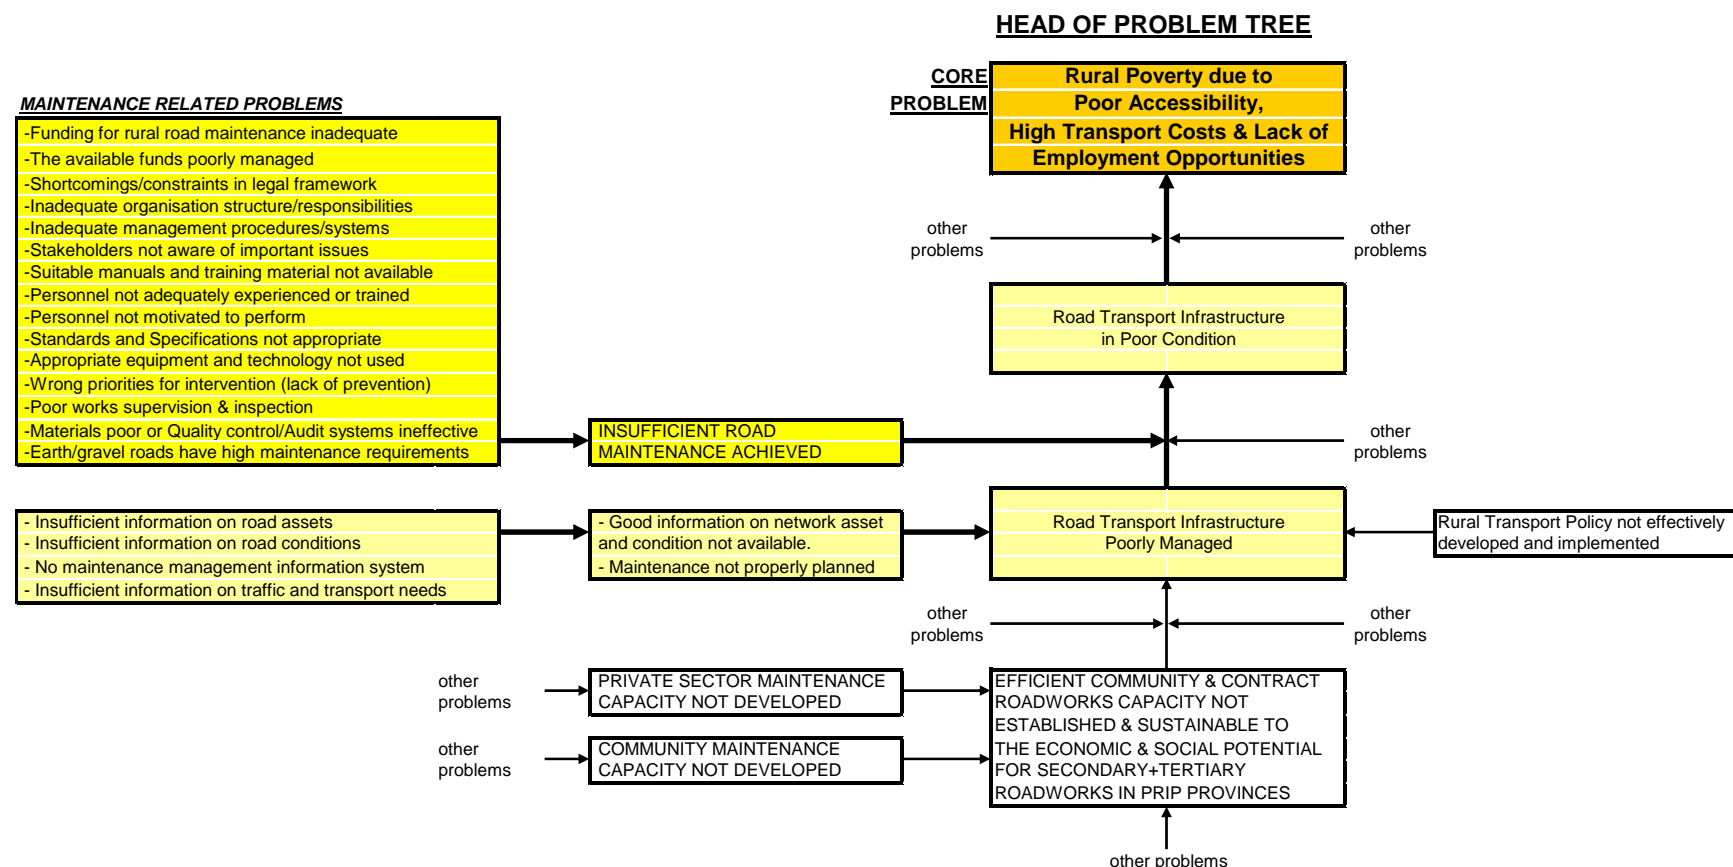 HEAD OF PROBLEM TREE
CORE
PROBLEM
Rural Poverty due to
Poor Accessibility,
High Transport Costs & Lack of
Employment Opportunities
MAINTENANCE RELATED PROBLEMS
-Funding for rural road maintenance inadequate
-The available funds poorly managed
-Shortcomings/constraints in legal framework
-Inadequate organisation structure/responsibilities
-Inadequate management procedures/systems
-Stakeholders not aware of important issues
-Suitable manuals and training material not available
-Personnel not adequately experienced or trained
-Personnel not motivated to perform
-Standards and Specifications not appropriate
-Appropriate equipment and technology not used
-Wrong priorities for intervention (lack of prevention)
-Poor works supervision & inspection
-Materials poor or Quality control/Audit systems ineffective
-Earth/gravel roads have high maintenance requirements
other
problems
other
problems
Road Transport Infrastructure
in Poor Condition
INSUFFICIENT ROAD
MAINTENANCE ACHIEVED
other
problems
- Insufficient information on road assets
- Insufficient information on road conditions
- No maintenance management information system
- Insufficient information on traffic and transport needs
- Good information on network asset
and condition not available.
- Maintenance not properly planned
Road Transport Infrastructure
Poorly Managed
Rural Transport Policy not effectively
developed and implemented
other
problems
other
problems
other
problems
PRIVATE SECTOR MAINTENANCE
CAPACITY NOT DEVELOPED
other
problems
COMMUNITY MAINTENANCE
CAPACITY NOT DEVELOPED
EFFICIENT COMMUNITY & CONTRACT
ROADWORKS CAPACITY NOT
ESTABLISHED & SUSTAINABLE TO
THE ECONOMIC & SOCIAL POTENTIAL
FOR SECONDARY+TERTIARY
ROADWORKS IN PRIP PROVINCES
other problems